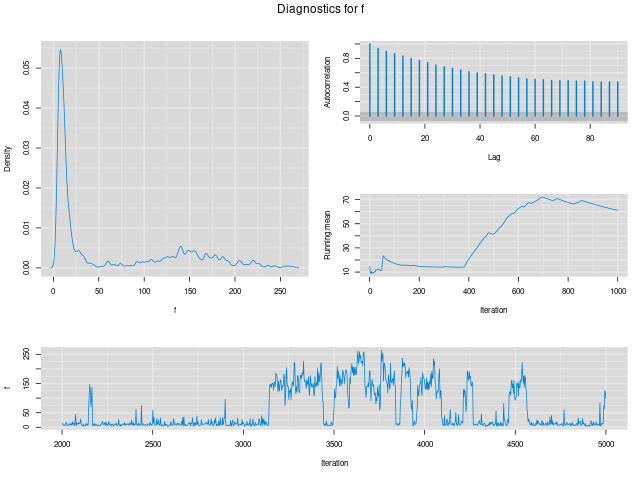 Diagnostics for f
Density
0.00 0.01 0.02 0.03 0.04 0.05
0 50 100 150 200 250
f
Autocorrelation
0.0 0.4 0.8
0 20 40 60 80
Lag
Running mean
10 30 50 70
0 200 400 600 800 1000
Iteration
f
0 50 150 250
2000 2500 3000 3500 4000 4500 5000
Iteration